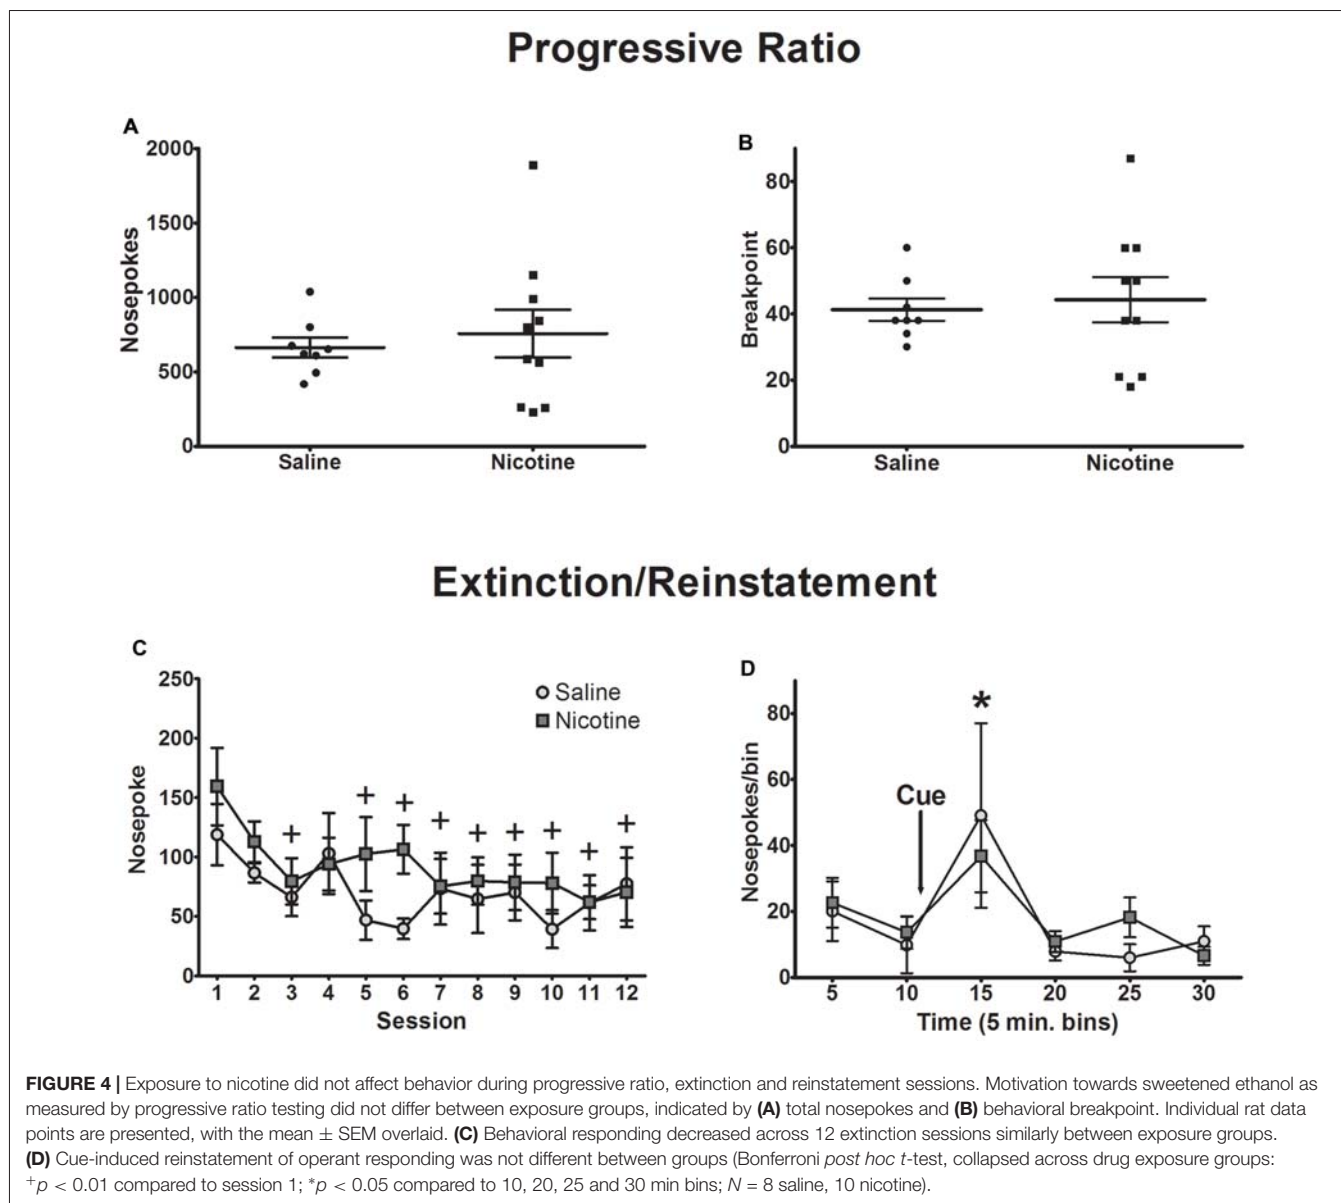 Progressive Ratio
A
2000
1500
1000
500
0
Nosepokes
Saline
Nicotine
B
80
60
40
20
0
Breakpoint
Saline
Nicotine
Extinction/Reinstatement
C
250
200
150
100
50
0
Nosepoke
Saline
Nicotine
+ + + + + + + + +
1 2 3 4 5 6 7 8 9 10 11 12
Session
D
80
60
40
20
0
Nosepokes/bin
*
Cue
5 10 15 20 25 30
Time (5 min. bins)
FIGURE 4 | Exposure to nicotine did not affect behavior during progressive ratio, extinction and reinstatement sessions. Motivation towards sweetened ethanol as
measured by progressive ratio testing did not differ between exposure groups, indicated by (A) total nosepokes and (B) behavioral breakpoint. Individual rat data
points are presented, with the mean ± SEM overlaid. (C) Behavioral responding decreased across 12 extinction sessions similarly between exposure groups.
(D) Cue-induced reinstatement of operant responding was not different between groups (Bonferroni post hoc t-test, collapsed across drug exposure groups:
+p < 0.01 compared to session 1; *p < 0.05 compared to 10, 20, 25 and 30 min bins; N = 8 saline, 10 nicotine).